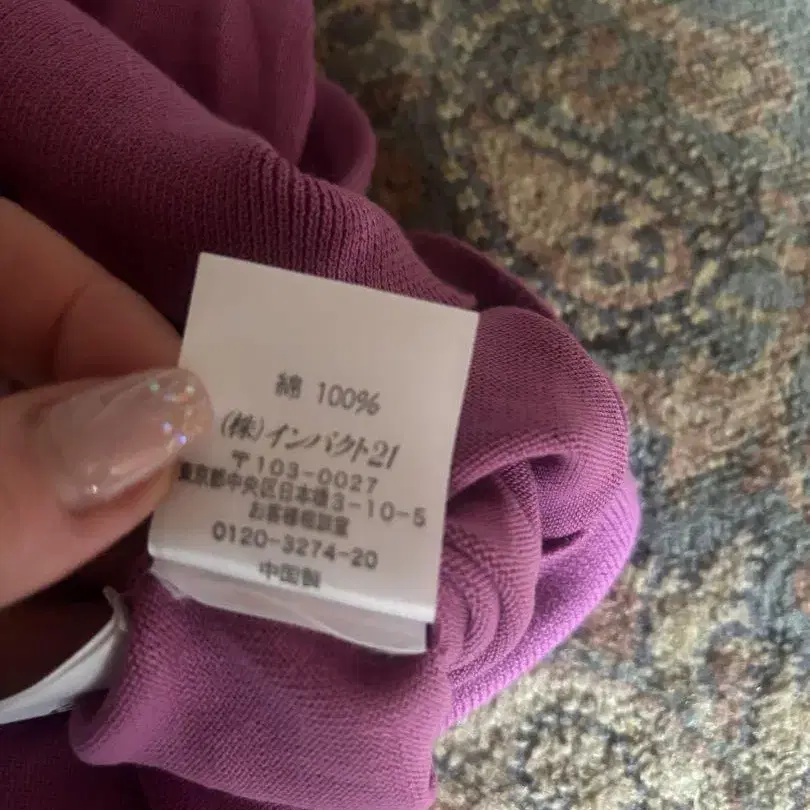 綿 100%
(株)インパクト21
〒103-0027
東京都中央区日本橋3-10-5
お客様相談室
0120-3274-20
中国製